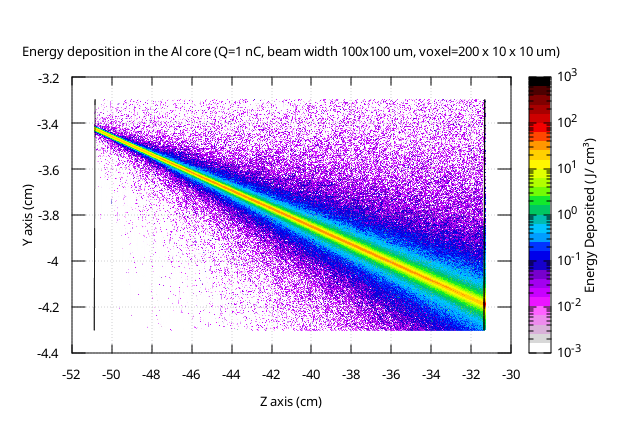 Energy deposition in the Al core (Q=1 nC, beam width 100x100 um, voxel=200 x 10 x 10 um)
-3.2
-3.4
-3.6
-3.8
-4
-4.2
-4.4
Y axis (cm)
-52 -50 -48 -46 -44 -42 -40 -38 -36 -34 -32 -30
Z axis (cm)
10³
10²
10¹
10⁰
10⁻¹
10⁻²
10⁻³
Energy Deposited (J/ cm³)